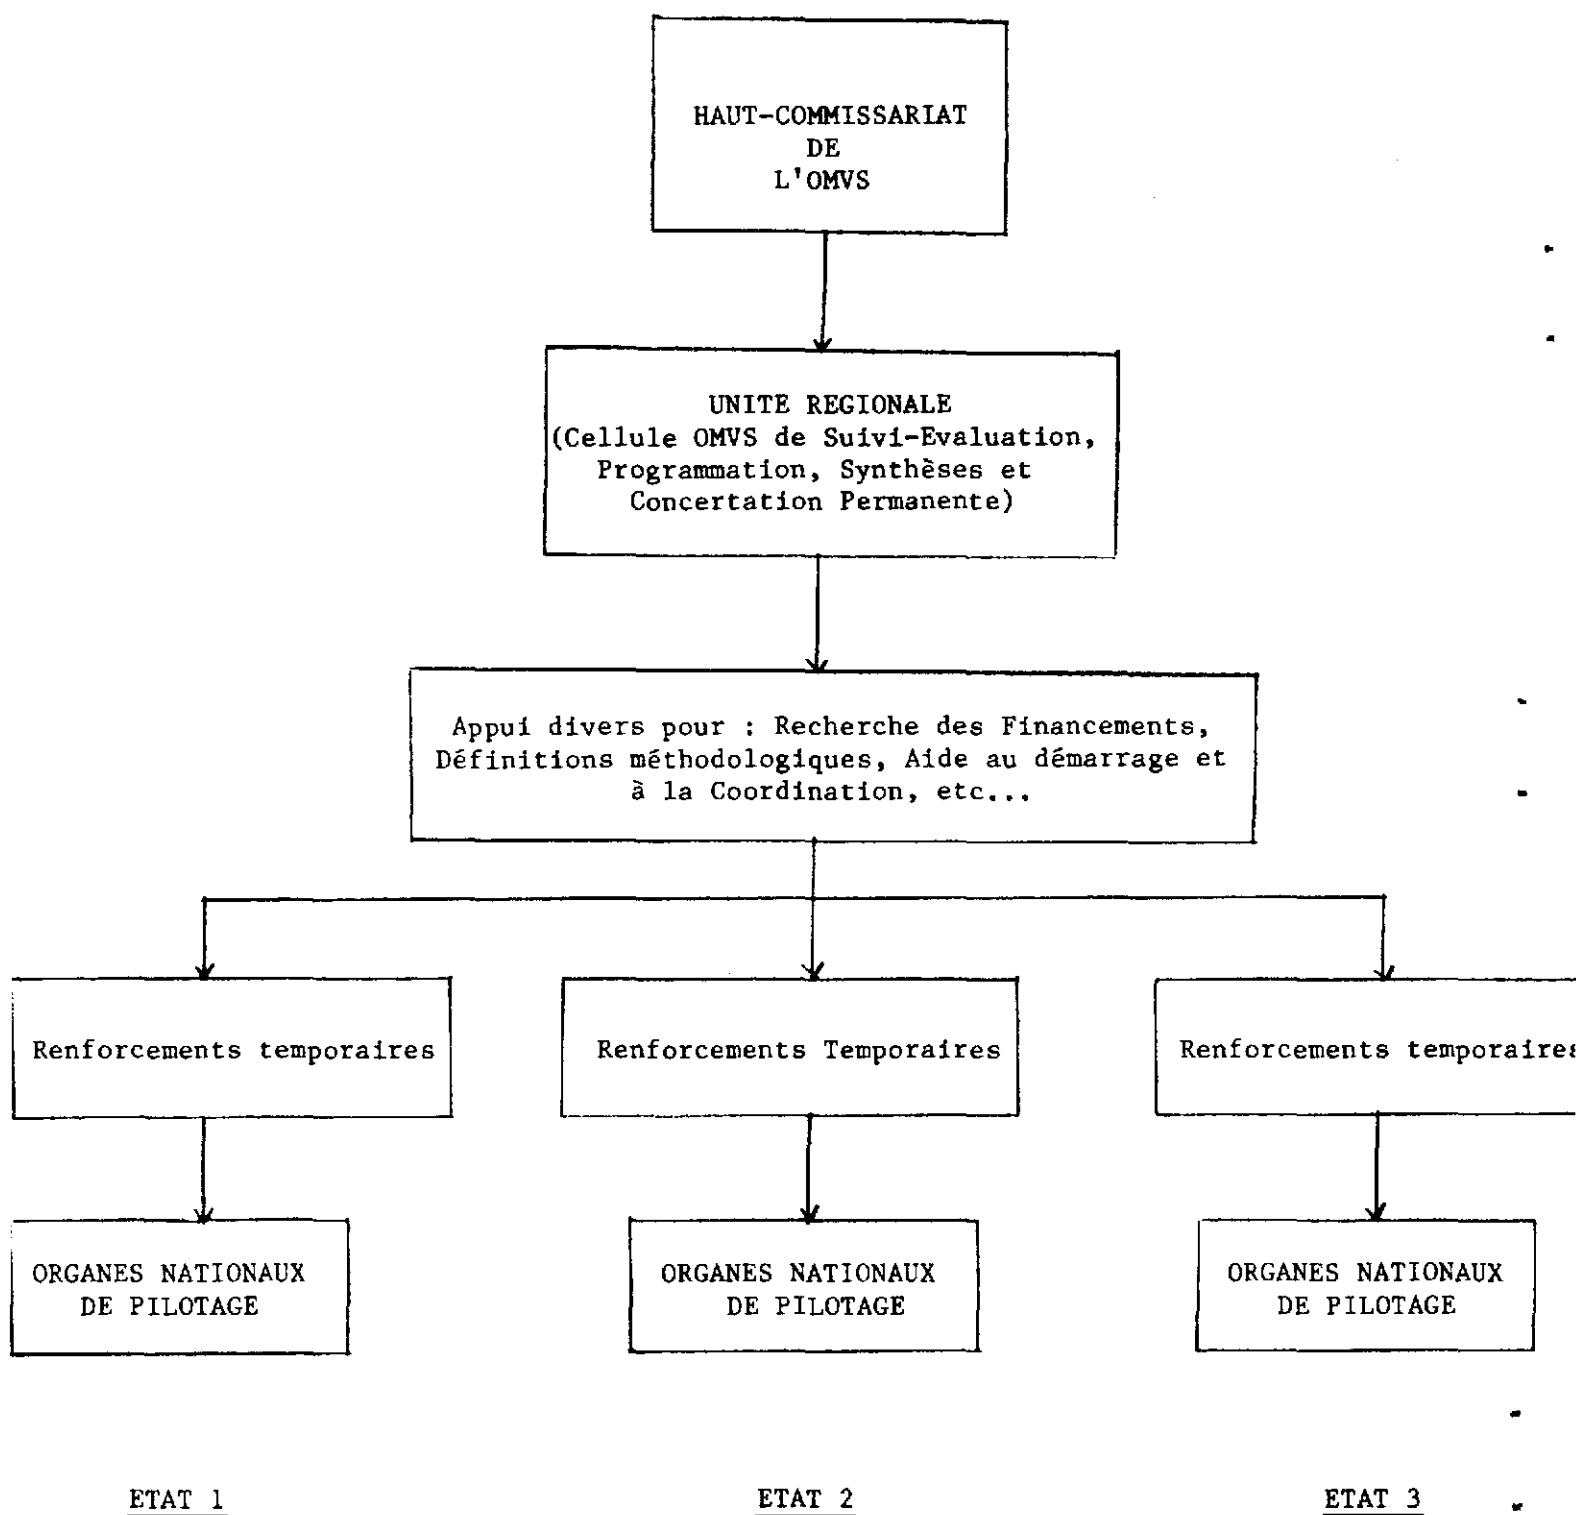 HAUT-COMMISSARIAT
DE
L'OMVS
UNITE REGIONALE
(Cellule OMVS de Suivi-Evaluation,
Programmation, Synthèses et
Concertation Permanente)
Appui divers pour : Recherche des Financements,
Définitions méthodologiques, Aide au démarrage et
à la Coordination, etc...
Renforcements temporaires
Renforcements Temporaires
Renforcements temporaires
ORGANES NATIONAUX
DE PILOTAGE
ORGANES NATIONAUX
DE PILOTAGE
ORGANES NATIONAUX
DE PILOTAGE
ETAT 1
ETAT 2
ETAT 3